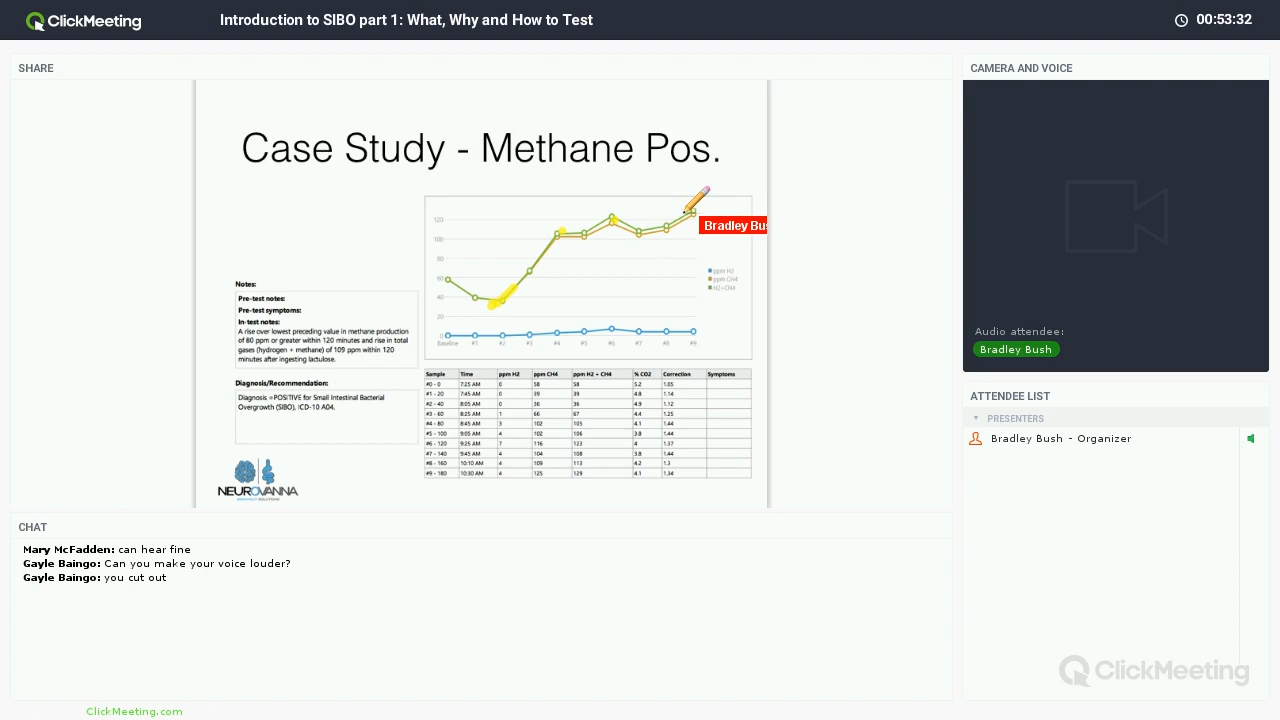 ClickMeeting
Introduction to SIBO part 1: What, Why and How to Test
00:53:32
SHARE
Case Study - Methane Pos.
120
100
80
60
40
20
0
Baseline #1 #2 #3 #4 #5 #6 #7 #8 #9
ppm H2
ppm CH4
H2+CH4
Bradley Bus
Notes:
Pre-test notes:
Pre-test symptoms:
In-test notes:
A rise over lowest preceding value in methane production
of 80 ppm or greater within 120 minutes and rise in total
gases (hydrogen + methane) of 109 ppm within 120
minutes after ingesting lactulose.
Diagnosis/Recommendation:
Diagnosis =POSITIVE for Small Intestinal Bacterial
Overgrowth (SIBO), ICD-10 A04.
Sample Time ppm H2 ppm CH4 ppm H2 + CH4 % CO2 Correction Symptoms
#0 - 0 7:25 AM 0 58 58 5.2 1.05
#1 - 20 7:45 AM 0 39 39 4.8 1.14
#2 - 40 8:05 AM 0 36 36 4.9 1.12
#3 - 60 8:25 AM 1 66 67 4.4 1.25
#4 - 80 8:45 AM 3 102 105 4.1 1.44
#5 - 100 9:05 AM 4 102 106 3.8 1.44
#6 - 120 9:25 AM 7 116 123 4 1.37
#7 - 140 9:45 AM 4 104 108 3.8 1.44
#8 - 160 10:10 AM 4 109 113 4.2 1.3
#9 - 180 10:30 AM 4 125 129 4.1 1.34
NEUROVANNA
CAMERA AND VOICE
Audio attendee:
Bradley Bush
ATTENDEE LIST
PRESENTERS
Bradley Bush - Organizer
CHAT
Mary McFadden: can hear fine
Gayle Baingo: Can you make your voice louder?
Gayle Baingo: you cut out
ClickMeeting
ClickMeeting.com